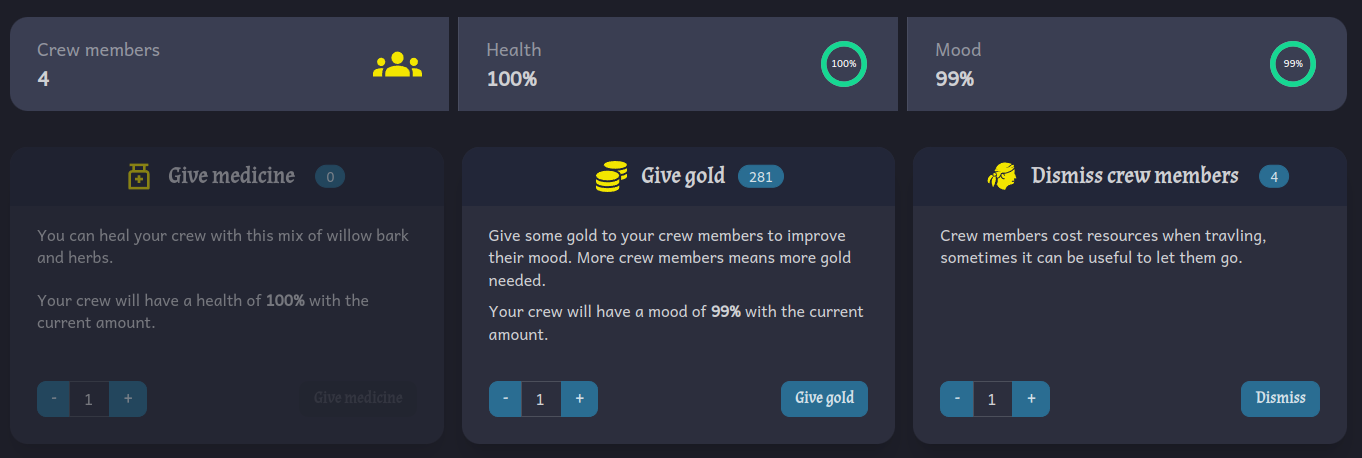 Crew members
4
Health
100%
100%
Mood
99%
99%
Give medicine 0
You can heal your crew with this mix of willow bark
and herbs.
Your crew will have a health of 100% with the
current amount.
- 1 +
Give medicine
Give gold 281
Give some gold to your crew members to improve
their mood. More crew members means more gold
needed.
Your crew will have a mood of 99% with the current
amount.
- 1 +
Give gold
Dismiss crew members 4
Crew members cost resources when travling,
sometimes it can be useful to let them go.
- 1 +
Dismiss